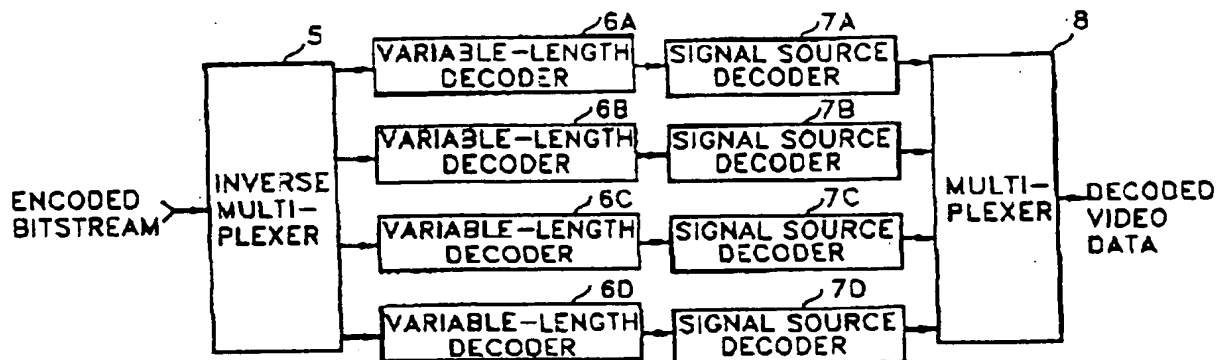 5
6A
7A
8
VARIABLE-LENGTH
DECODER
SIGNAL SOURCE
DECODER
6B
7B
VARIABLE-LENGTH
DECODER
SIGNAL SOURCE
DECODER
ENCODED
BITSTREAM
INVERSE
MULTI-
PLEXER
MULTI-
PLEXER
DECODED
VIDEO
DATA
6C
7C
VARIABLE-LENGTH
DECODER
SIGNAL SOURCE
DECODER
6D
7D
VARIABLE-LENGTH
DECODER
SIGNAL SOURCE
DECODER